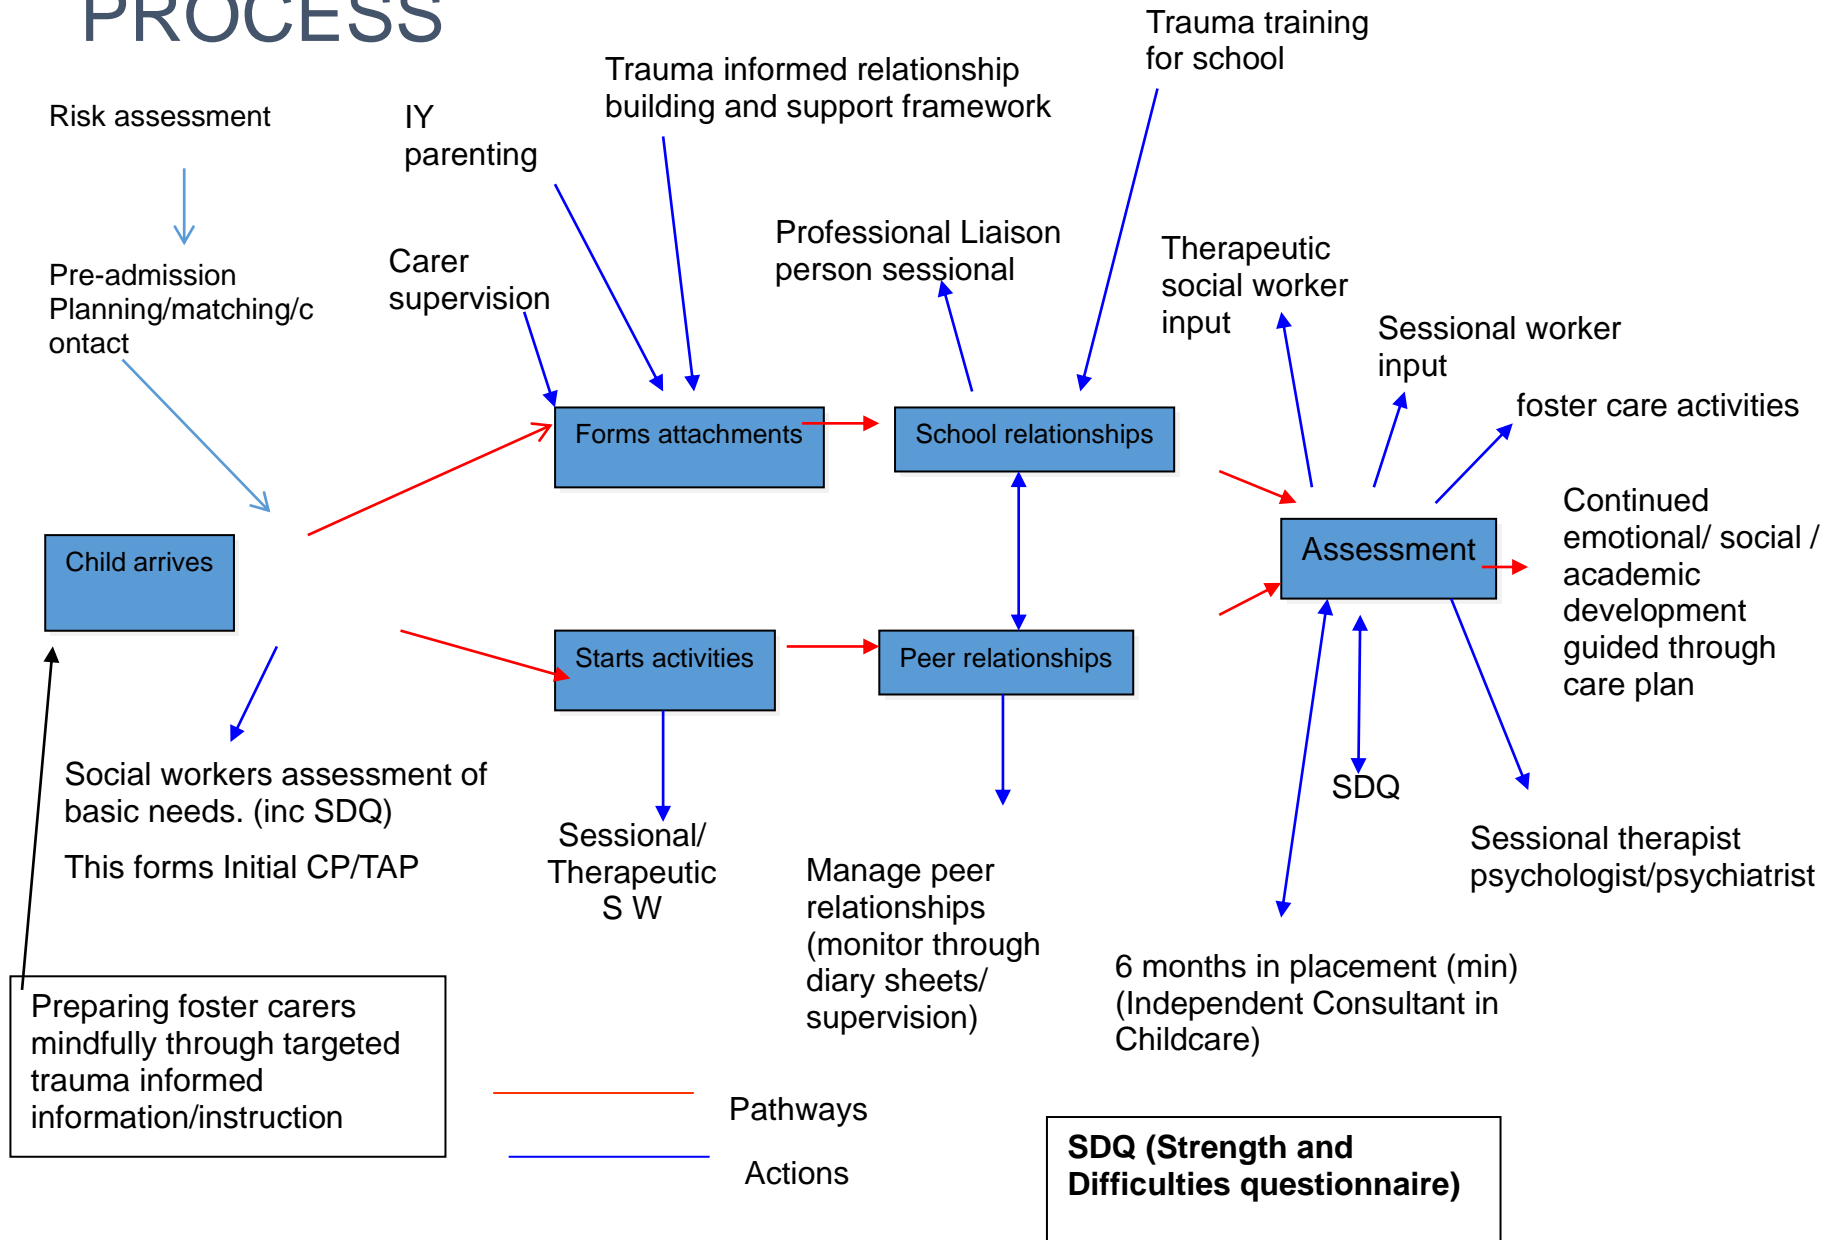 PROCESS
Trauma training
for school
Trauma informed relationship
building and support framework
Risk assessment
IY
parenting
Professional Liaison
person sessional
Therapeutic
social worker
input
Carer
supervision
Pre-admission
Planning/matching/c
ontact
Sessional worker
input
foster care activities
Forms attachments
School relationships
Continued
emotional/ social /
academic
development
guided through
care plan
Child arrives
Assessment
Starts activities
Peer relationships
Social workers assessment of
basic needs. (inc SDQ)
This forms Initial CP/TAP
SDQ
Sessional/
Therapeutic
S W
Sessional therapist
psychologist/psychiatrist
Manage peer
relationships
(monitor through
diary sheets/
supervision)
6 months in placement (min)
(Independent Consultant in
Childcare)
Preparing foster carers
mindfully through targeted
trauma informed
information/instruction
Pathways
Actions
SDQ (Strength and
Difficulties questionnaire)